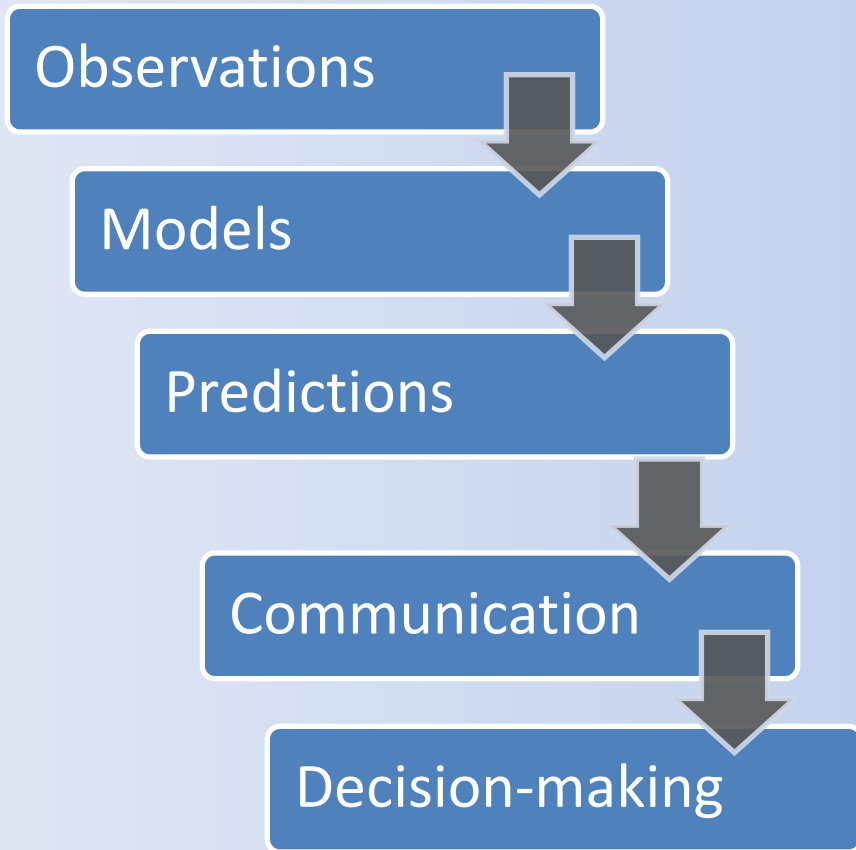 Observations
Models
Predictions
Communication
Decision-making